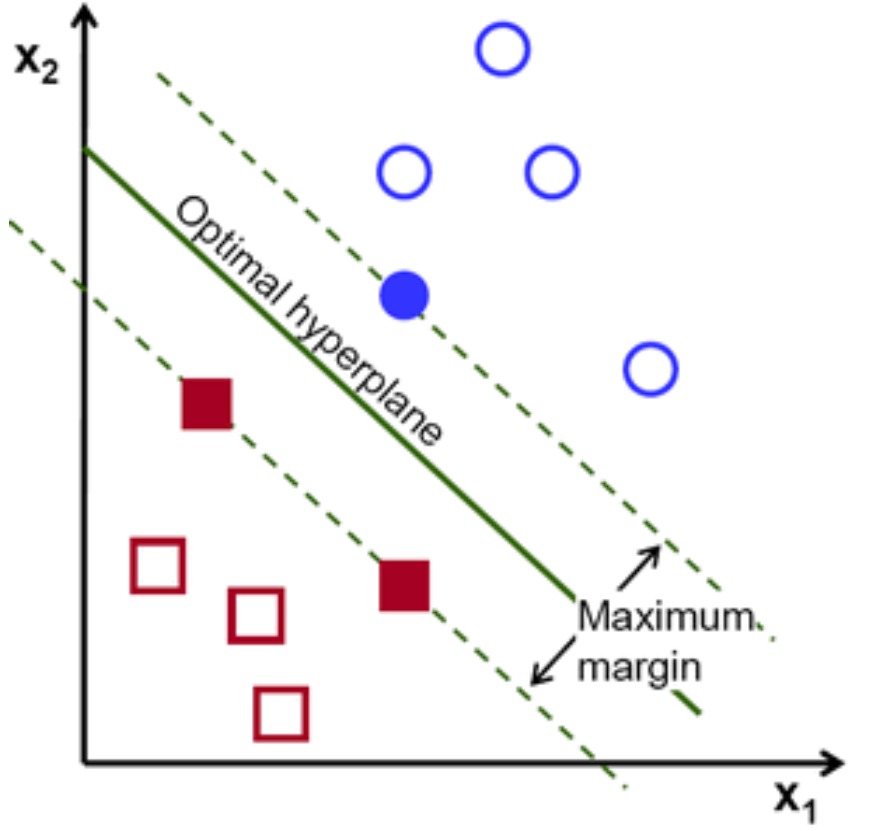 x₂
Optimal hyperplane
Maximum
margin
x₁